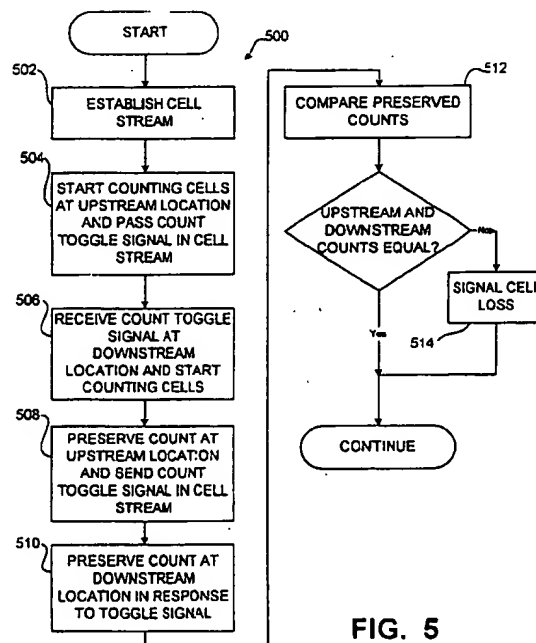 START
500
502
ESTABLISH CELL
STREAM
504
START COUNTING CELLS
AT UPSTREAM LOCATION
AND PASS COUNT
TOGGLE SIGNAL IN CELL
STREAM
506
RECEIVE COUNT TOGGLE
SIGNAL AT
DOWNSTREAM
LOCATION AND START
COUNTING CELLS
508
PRESERVE COUNT AT
UPSTREAM LOCATION
AND SEND COUNT
TOGGLE SIGNAL IN CELL
STREAM
510
PRESERVE COUNT AT
DOWNSTREAM
LOCATION IN RESPONSE
TO TOGGLE SIGNAL
512
COMPARE PRESERVED
COUNTS
UPSTREAM AND
DOWNSTREAM
COUNTS EQUAL?
No
SIGNAL CELL
LOSS
514
Yes
CONTINUE
FIG. 5